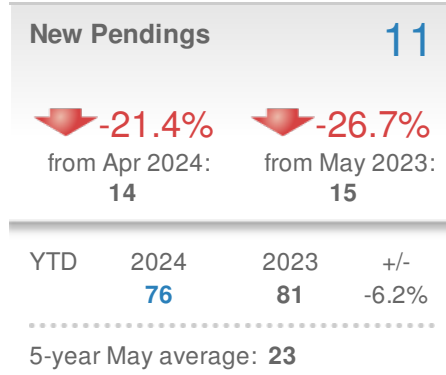 New Pendings 11
-21.4% -26.7%
from Apr 2024: from May 2023:
14 15
YTD 2024 2023 +/-
76 81 -6.2%
5-year May average: 23